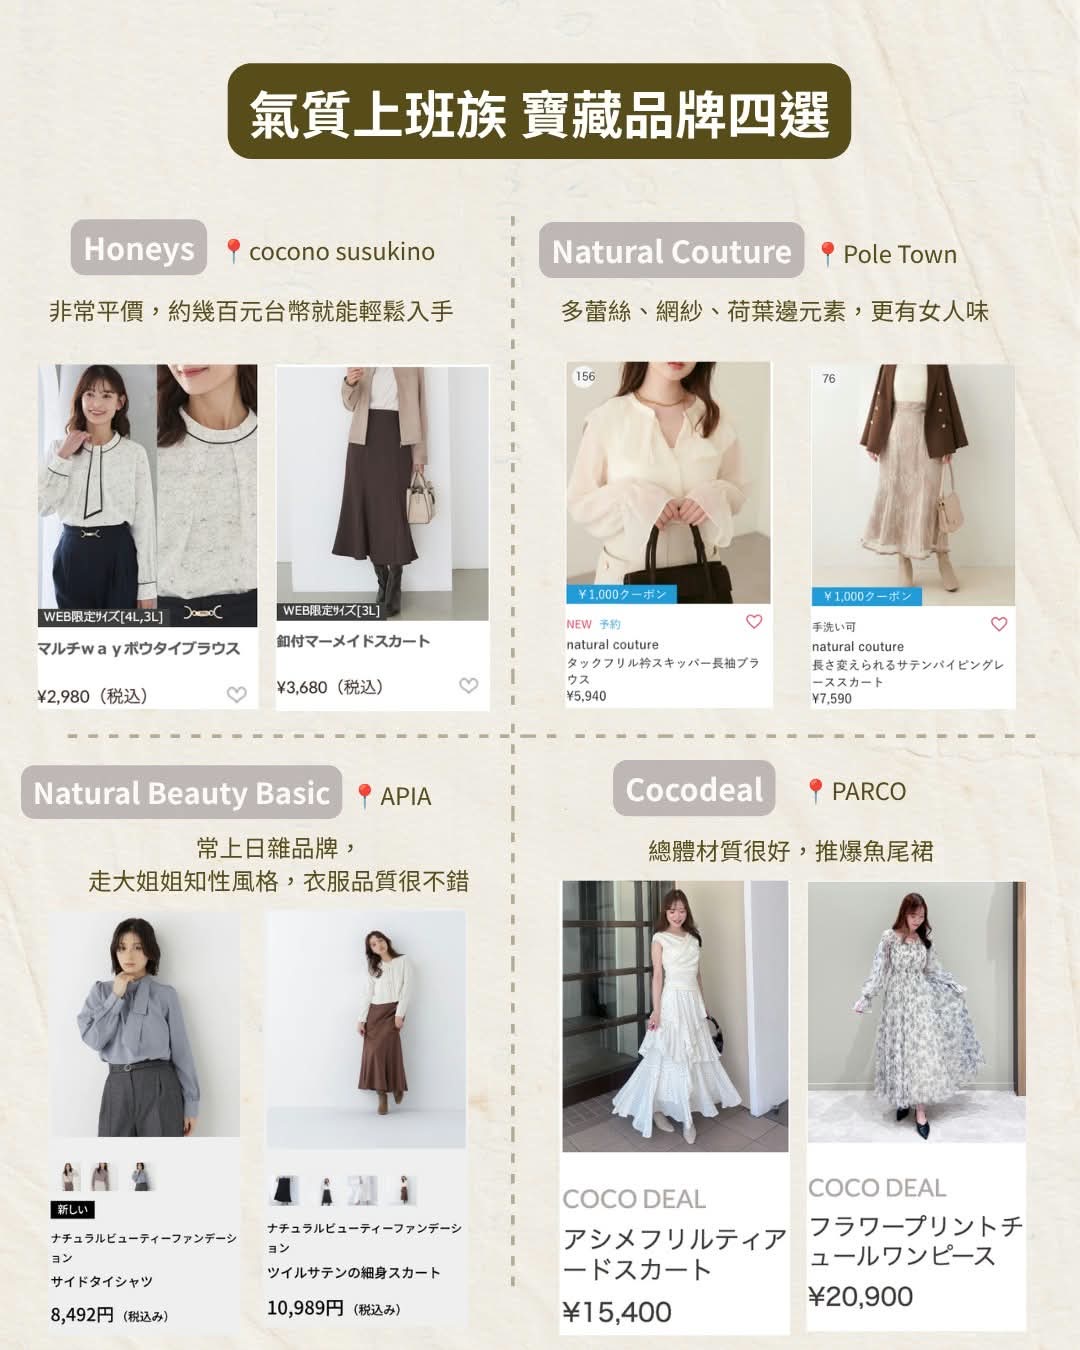 氣質上班族 寶藏品牌四選
Honeys
cocono susukino
非常平價，約幾百元台幣就能輕鬆入手
WEB限定サイズ[4L,3L]
マルチｗａｙボウタイブラウス
¥2,980（税込）
WEB限定サイズ[3L]
釦付マーメイドスカート
¥3,680（税込）
Natural Couture
Pole Town
多蕾絲、網紗、荷葉邊元素，更有女人味
156
￥1,000クーポン
NEW 予約
natural couture
タックフリル衿スキッパー長袖ブラ
ウス
¥5,940
76
￥1,000クーポン
手洗い可
natural couture
長さ変えられるサテンパイピングレ
ーススカート
¥7,590
Natural Beauty Basic
APIA
常上日雜品牌，
走大姐姐知性風格，衣服品質很不錯
新しい
ナチュラルビューティーファンデーシ
ョン
サイドタイシャツ
8,492円（税込み）
ナチュラルビューティーファンデーシ
ョン
ツイルサテンの細身スカート
10,989円（税込み）
Cocodeal
PARCO
總體材質很好，推爆魚尾裙
COCO DEAL
アシメフリルティア
ードスカート
¥15,400
COCO DEAL
フラワープリントチ
ュールワンピース
¥20,900